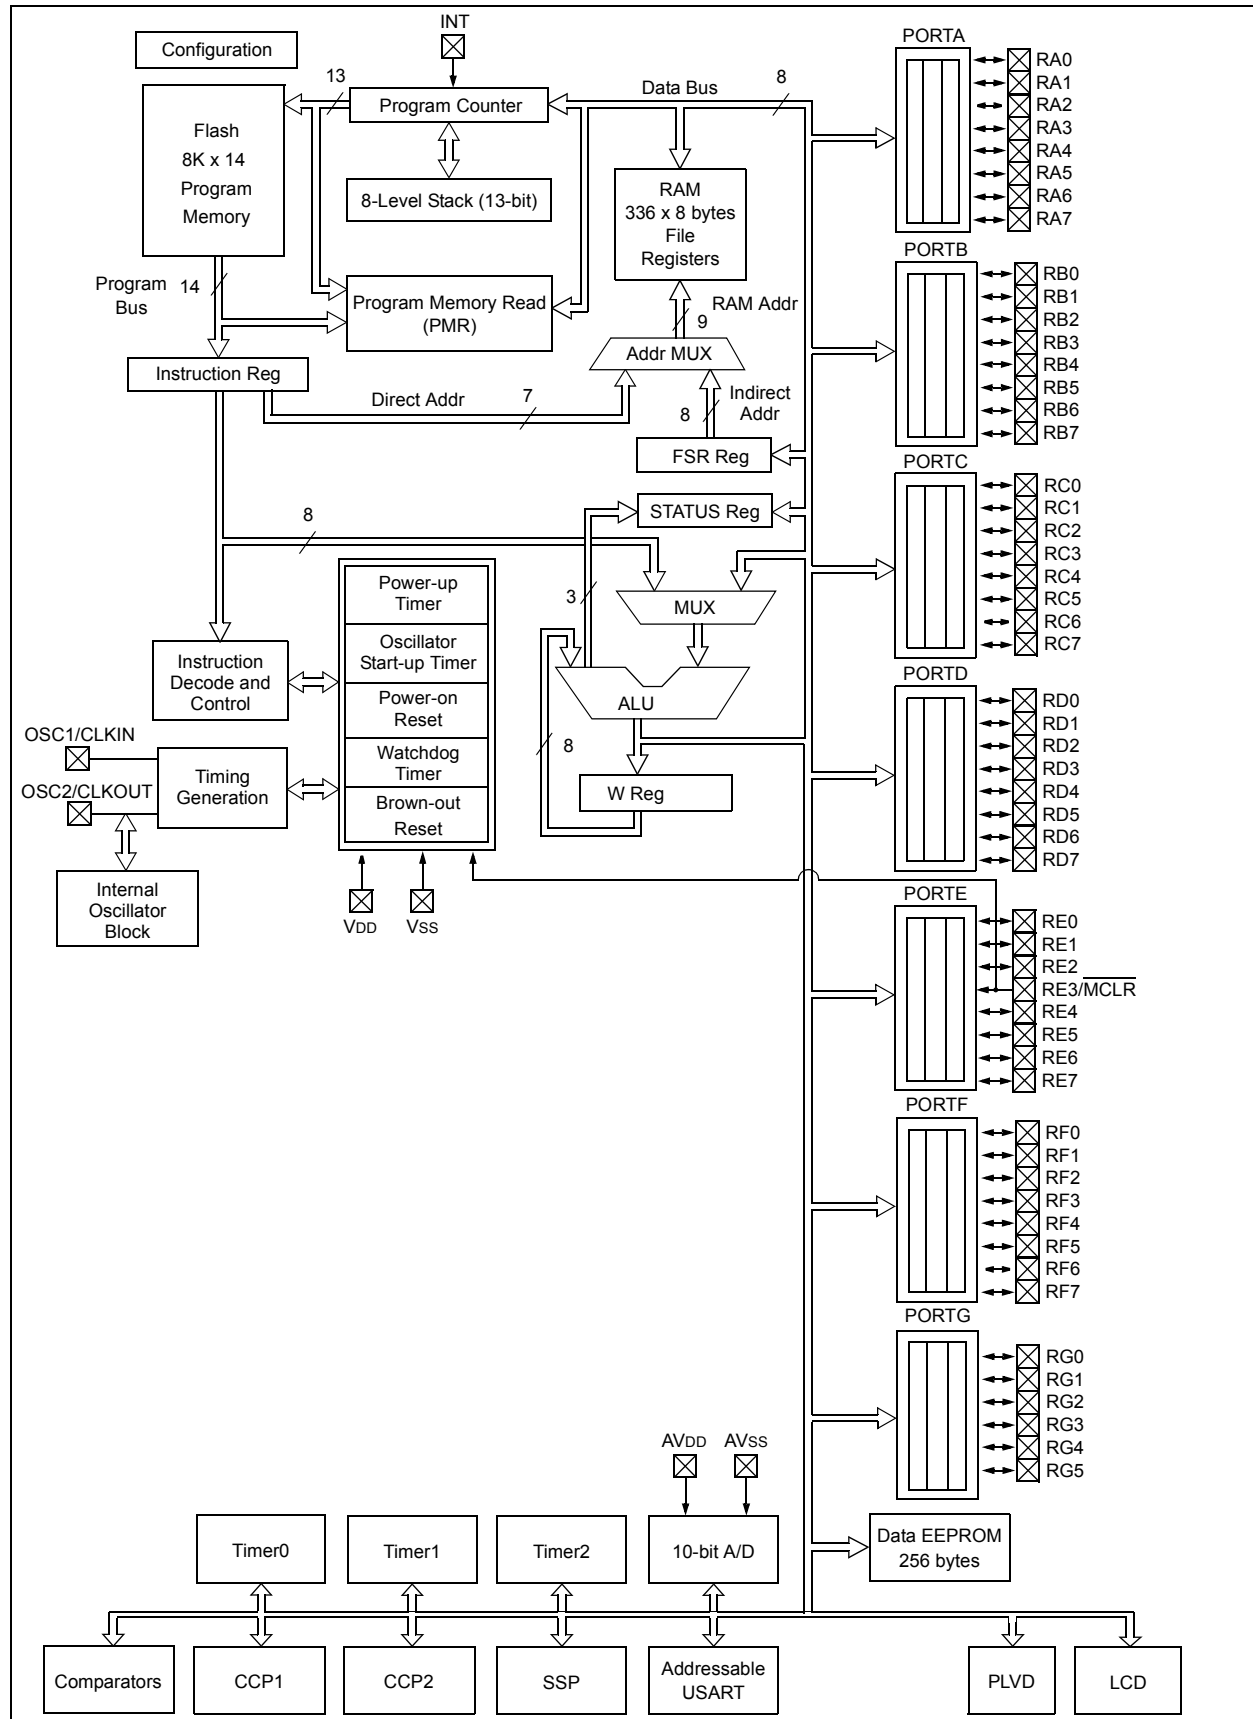 INT
Configuration
13
Program Counter
Data Bus
8
Flash
8K x 14
Program
Memory
8-Level Stack (13-bit)
RAM
336 x 8 bytes
File
Registers
Program
Bus
14
Program Memory Read
(PMR)
RAM Addr
9
Addr MUX
Instruction Reg
Direct Addr
7
Indirect
Addr
8
FSR Reg
STATUS Reg
8
3
MUX
Power-up
Timer
Oscillator
Start-up Timer
Power-on
Reset
Watchdog
Timer
Brown-out
Reset
Instruction
Decode and
Control
ALU
8
W Reg
OSC1/CLKIN
OSC2/CLKOUT
Timing
Generation
Internal
Oscillator
Block
VDD
VSS
PORTA
RA0
RA1
RA2
RA3
RA4
RA5
RA6
RA7
PORTB
RB0
RB1
RB2
RB3
RB4
RB5
RB6
RB7
PORTC
RC0
RC1
RC2
RC3
RC4
RC5
RC6
RC7
PORTD
RD0
RD1
RD2
RD3
RD4
RD5
RD6
RD7
PORTE
RE0
RE1
RE2
RE3/MCLR
RE4
RE5
RE6
RE7
PORTF
RF0
RF1
RF2
RF3
RF4
RF5
RF6
RF7
PORTG
RG0
RG1
RG2
RG3
RG4
RG5
AVDD
AVSS
Timer0
Timer1
Timer2
10-bit A/D
Data EEPROM
256 bytes
Comparators
CCP1
CCP2
SSP
Addressable
USART
PLVD
LCD